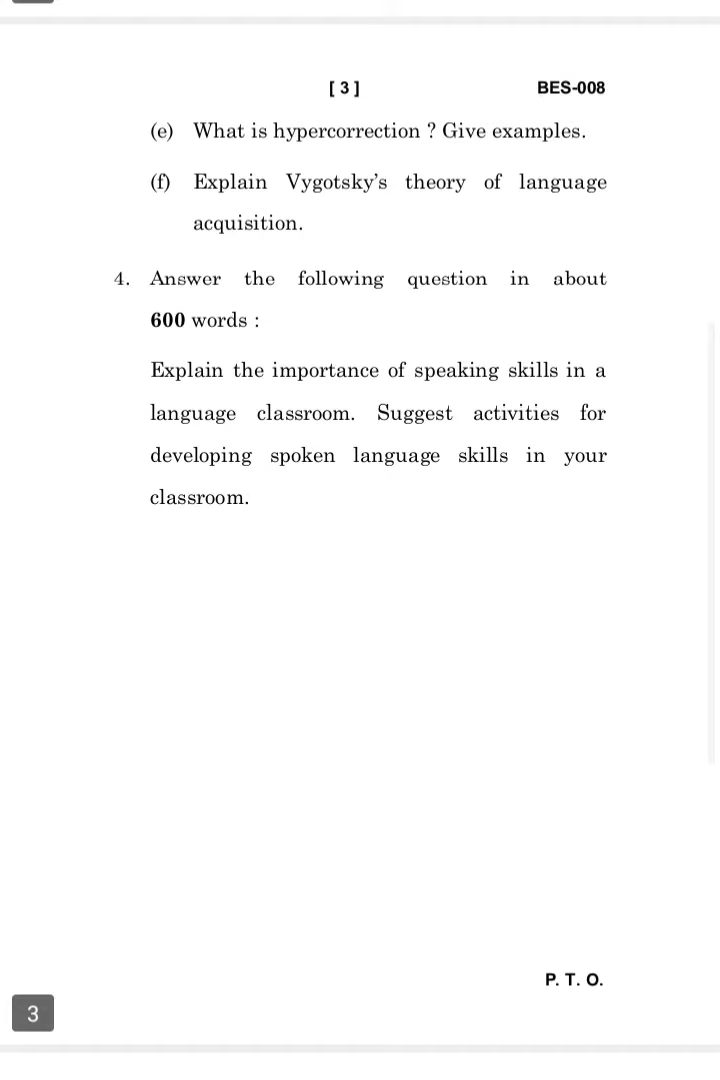 [ 3 ] BES-008
(e) What is hypercorrection ? Give examples.
(f) Explain Vygotsky’s theory of language
acquisition.
4. Answer the following question in about
600 words :
Explain the importance of speaking skills in a
language classroom. Suggest activities for
developing spoken language skills in your
classroom.
P. T. O.
3